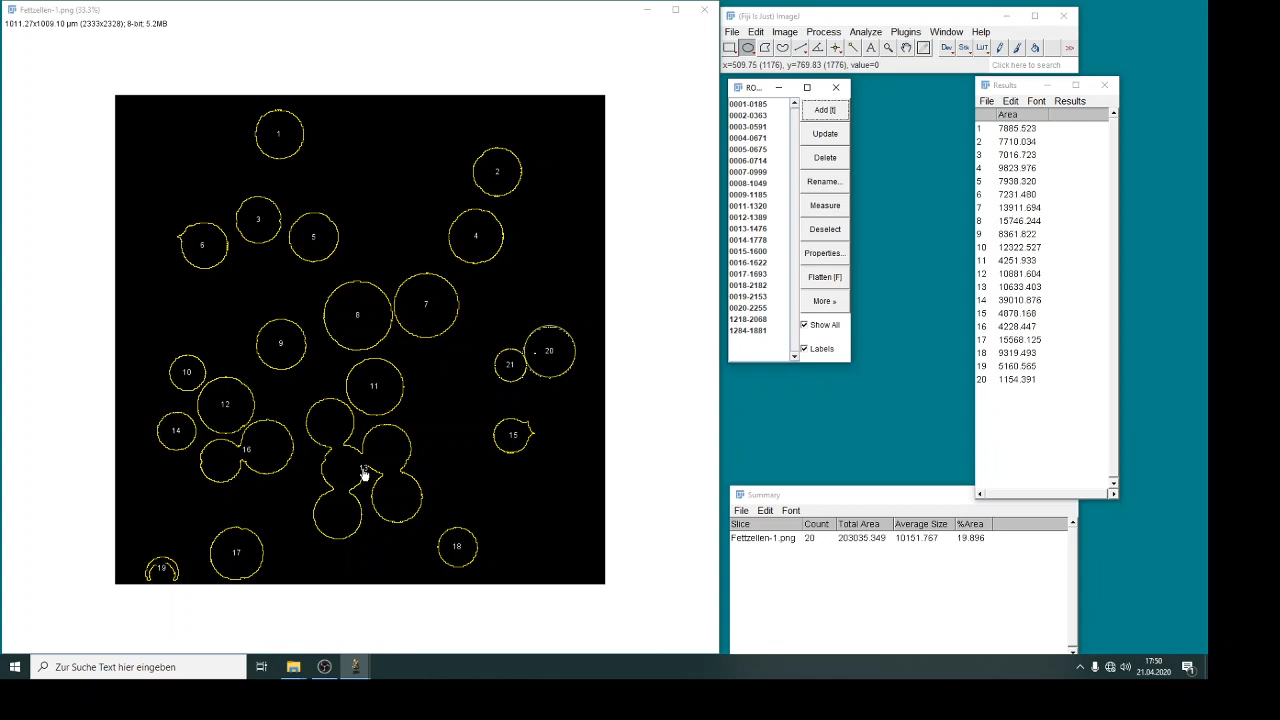 Fettzellen-1.png (33.3%)
1011.27x1009.10 µm (2333x2328); 8-bit; 5.2MB
1
2
3
4
5
6
7
8
9
10
11
12
13
14
15
16
17
18
19
20
21
(Fiji Is Just) ImageJ
File Edit Image Process Analyze Plugins Window Help
A Dev Stk LUT >>
x=509.75 (1176), y=769.83 (1776), value=0
Click here to search
RO...
0001-0185
0002-0363
0003-0591
0004-0671
0005-0675
0006-0714
0007-0999
0008-1049
0009-1185
0011-1320
0012-1389
0013-1476
0014-1778
0015-1600
0016-1622
0017-1693
0018-2182
0019-2153
0020-2255
1218-2068
1284-1881
Add [t]
Update
Delete
Rename...
Measure
Deselect
Properties...
Flatten [F]
More »
Show All
Labels
Results
File Edit Font Results
Area
1 7885.523
2 7710.034
3 7016.723
4 9823.976
5 7938.320
6 7231.480
7 13911.694
8 15746.244
9 8361.822
10 12322.527
11 4251.933
12 10881.604
13 10633.403
14 39010.876
15 4878.168
16 4228.447
17 15568.125
18 9319.493
19 5160.565
20 1154.391
Summary
File Edit Font
Slice Count Total Area Average Size %Area
Fettzellen-1.png 20 203035.349 10151.767 19.896
Zur Suche Text hier eingeben
17:50
21.04.2020
1